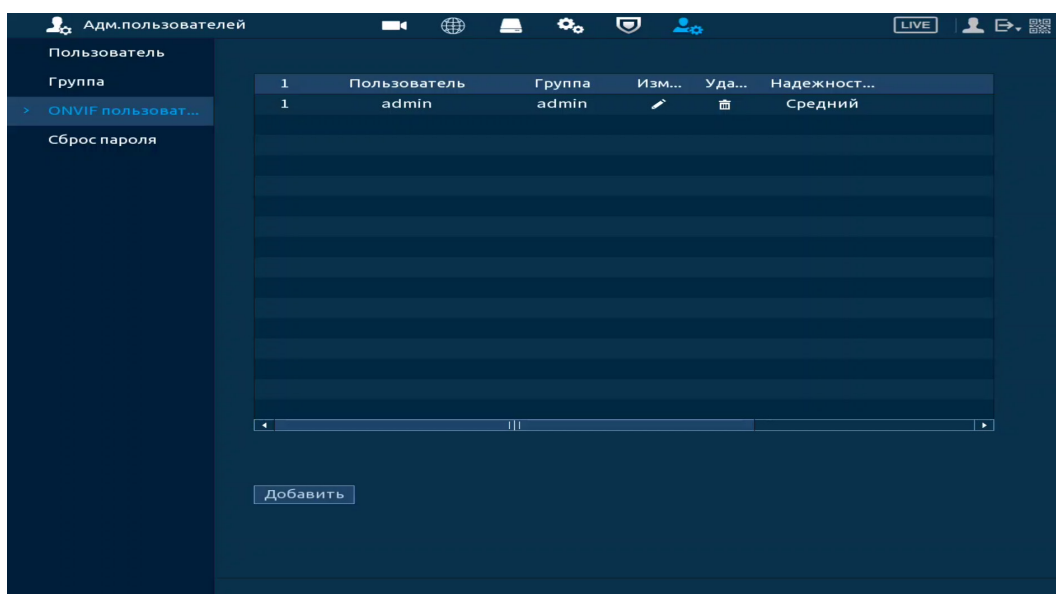 Адм.пользователей LIVE
Пользователь
Группа
1 Пользователь Группа Изм... Уда... Надежност...
1 admin admin Средний
> ONVIF пользоват...
Сброс пароля
Добавить